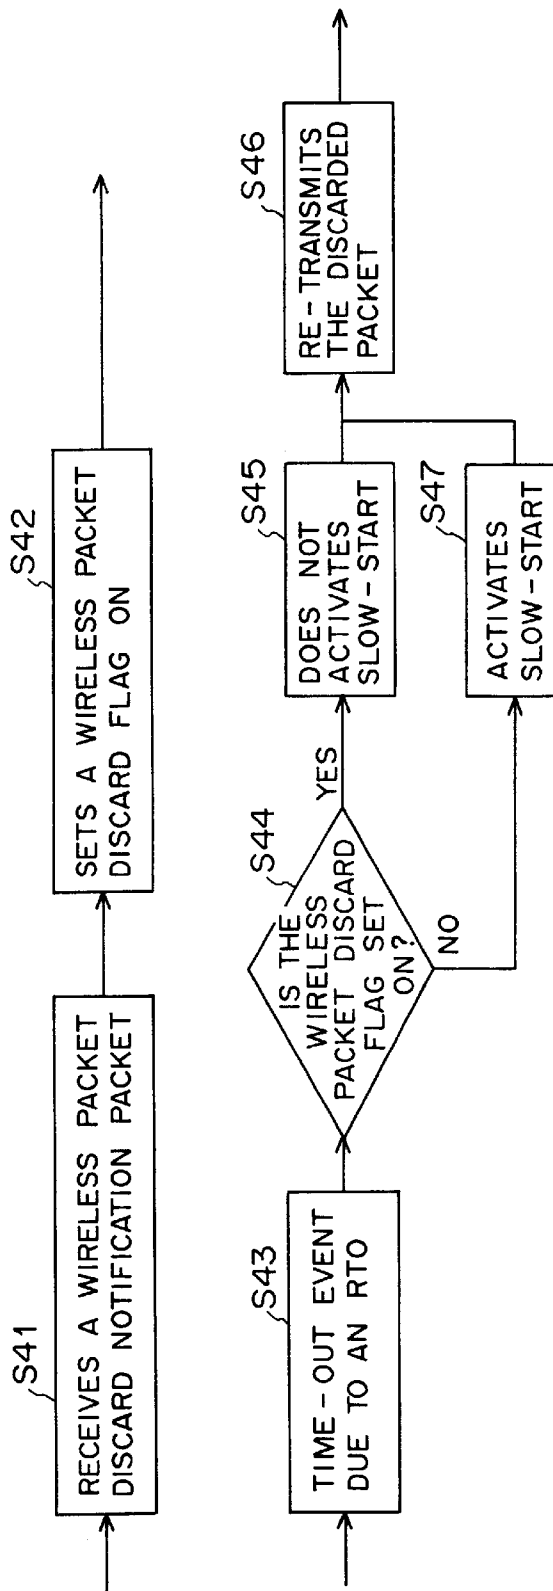 S41
RECEIVES A WIRELESS PACKET
DISCARD NOTIFICATION PACKET
S42
SETS A WIRELESS PACKET
DISCARD FLAG ON
S43
TIME-OUT EVENT
DUE TO AN RTO
S44
IS THE
WIRELESS
PACKET DISCARD
FLAG SET
ON?
YES
NO
S45
DOES NOT
ACTIVATES
SLOW-START
S47
ACTIVATES
SLOW-START
S46
RE-TRANSMITS
THE DISCARDED
PACKET